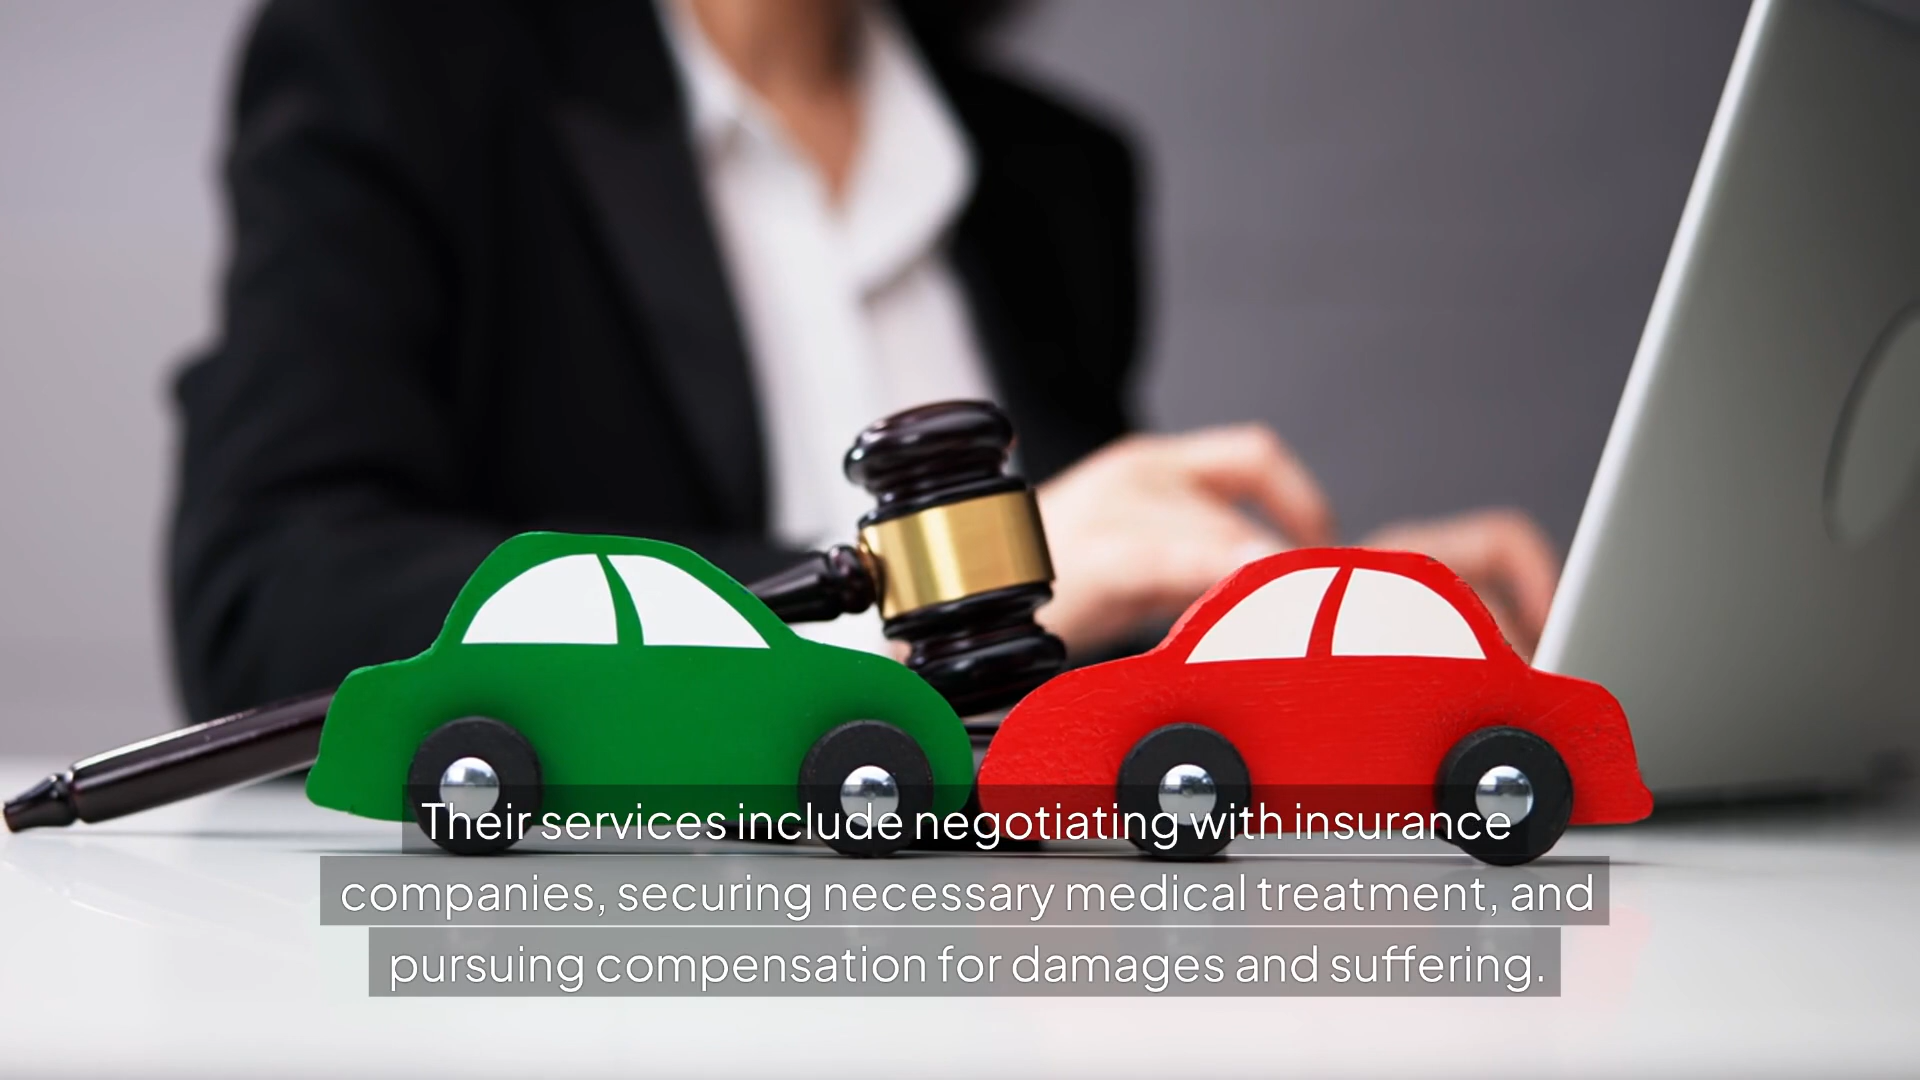 Their services include negotiating with insurance
companies, securing necessary medical treatment, and
pursuing compensation for damages and suffering.